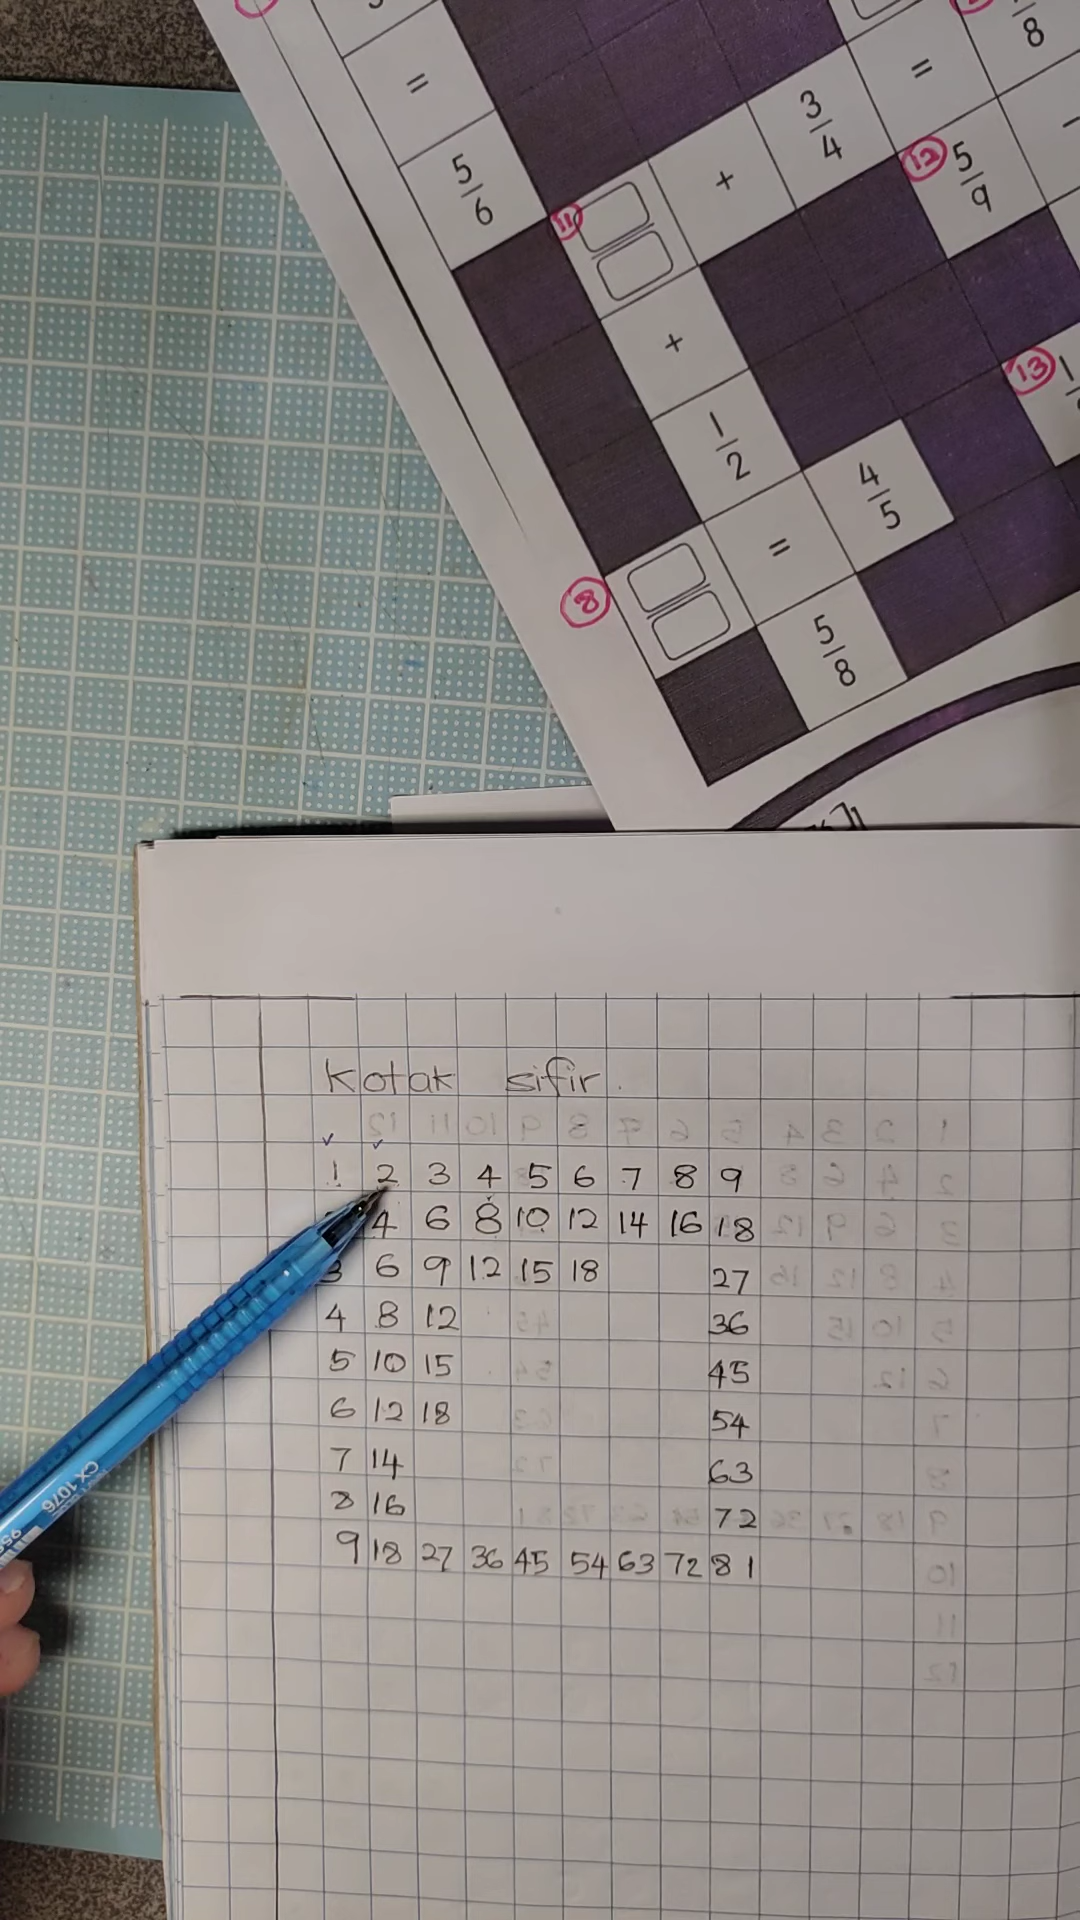 =
8
=
3/4
5/6
12 5/9
+
11
+
13 1
1/2
4/5
=
8
5/8
Kotak sifir.
1 2 3 4 5 6 7 8 9
4 6 8 10 12 14 16 18
3 6 9 12 15 18 27
4 8 12 36
5 10 15 45
6 12 18 54
7 14 63
8 16 72
9 18 27 36 45 54 63 72 81
CX 1076